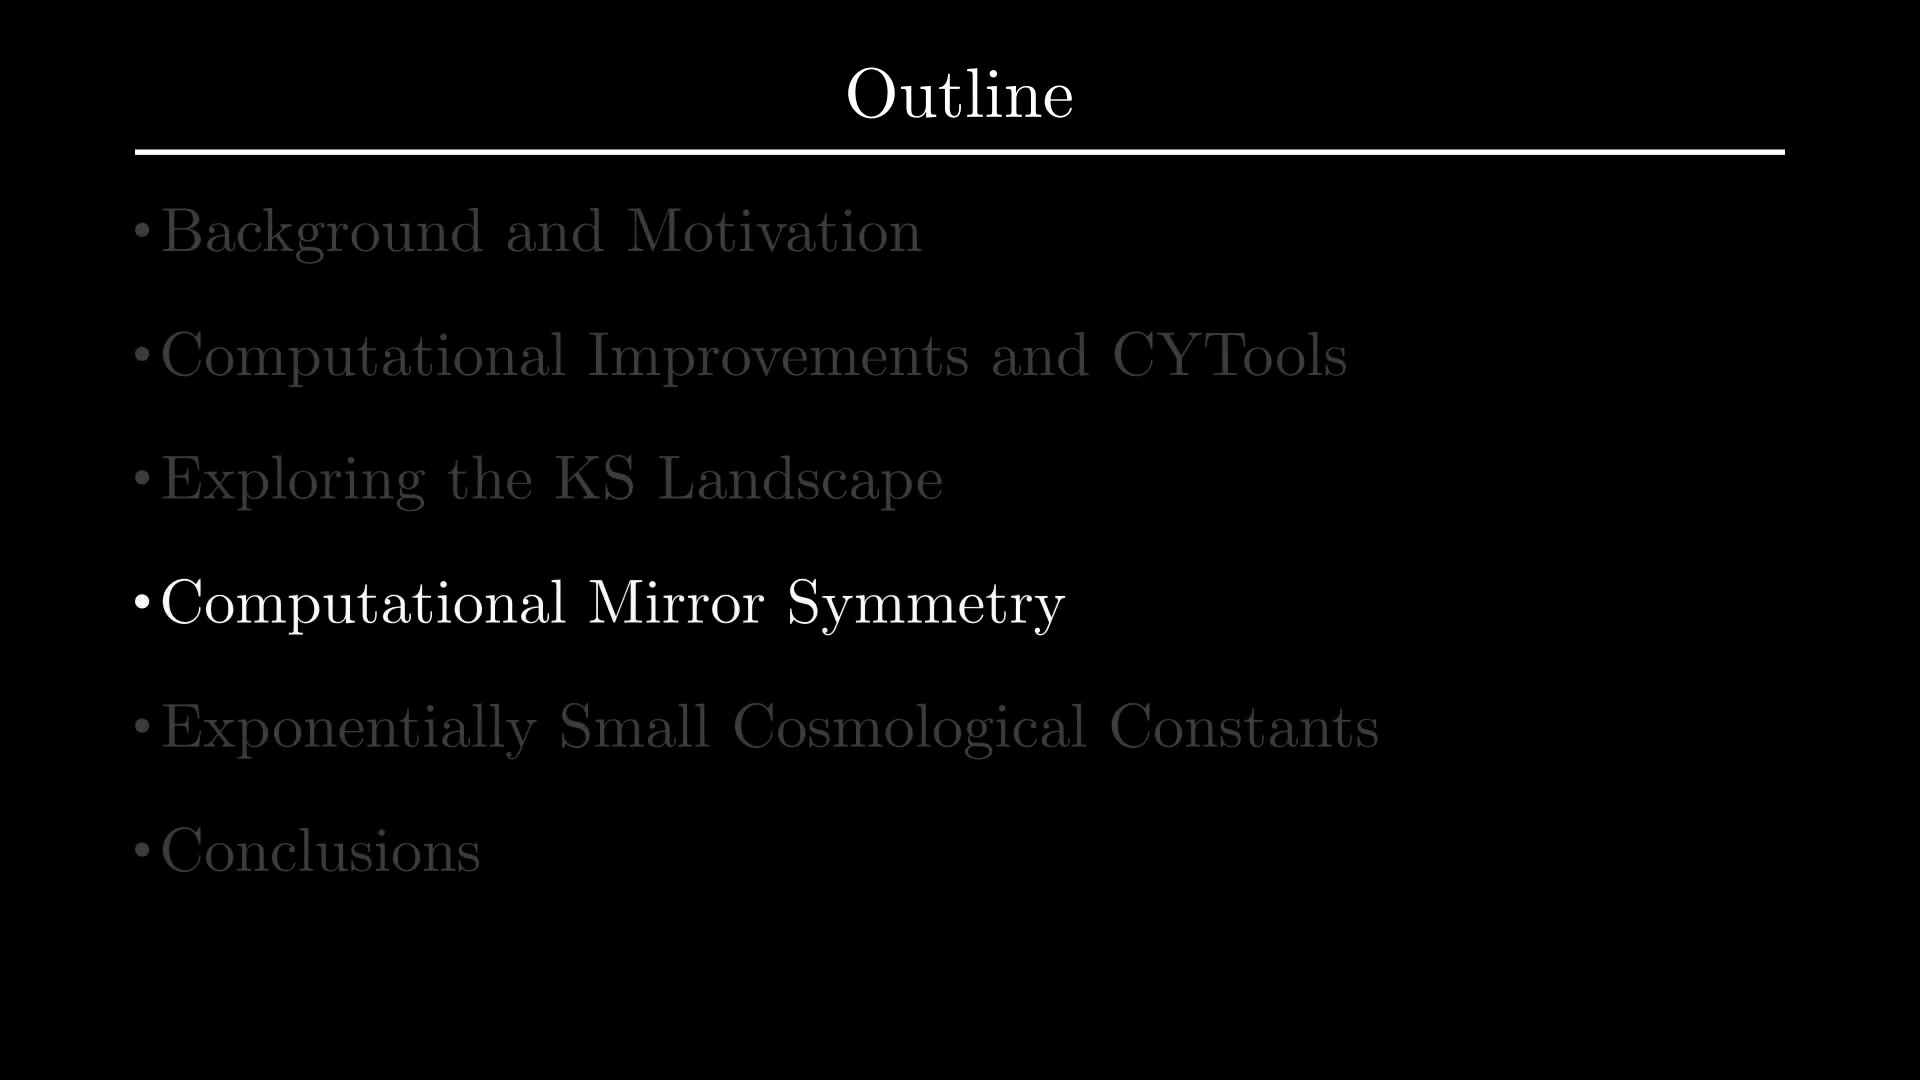 Outline
• Background and Motivation
• Computational Improvements and CYTools
• Exploring the KS Landscape
• Computational Mirror Symmetry
• Exponentially Small Cosmological Constants
• Conclusions